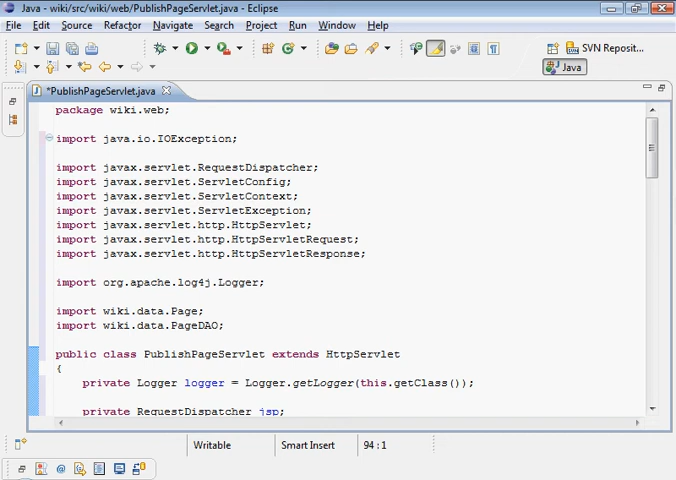 Java - wiki/src/wiki/web/PublishPageServlet.java - Eclipse
File Edit Source Refactor Navigate Search Project Run Window Help
SVN Reposit...
Java
*PublishPageServlet.java
package wiki.web;
import java.io.IOException;
import javax.servlet.RequestDispatcher;
import javax.servlet.ServletConfig;
import javax.servlet.ServletContext;
import javax.servlet.ServletException;
import javax.servlet.http.HttpServlet;
import javax.servlet.http.HttpServletRequest;
import javax.servlet.http.HttpServletResponse;
import org.apache.log4j.Logger;
import wiki.data.Page;
import wiki.data.PageDAO;
public class PublishPageServlet extends HttpServlet
{
private Logger logger = Logger.getLogger(this.getClass());
private RequestDispatcher jsp;
Writable Smart Insert 94 : 1